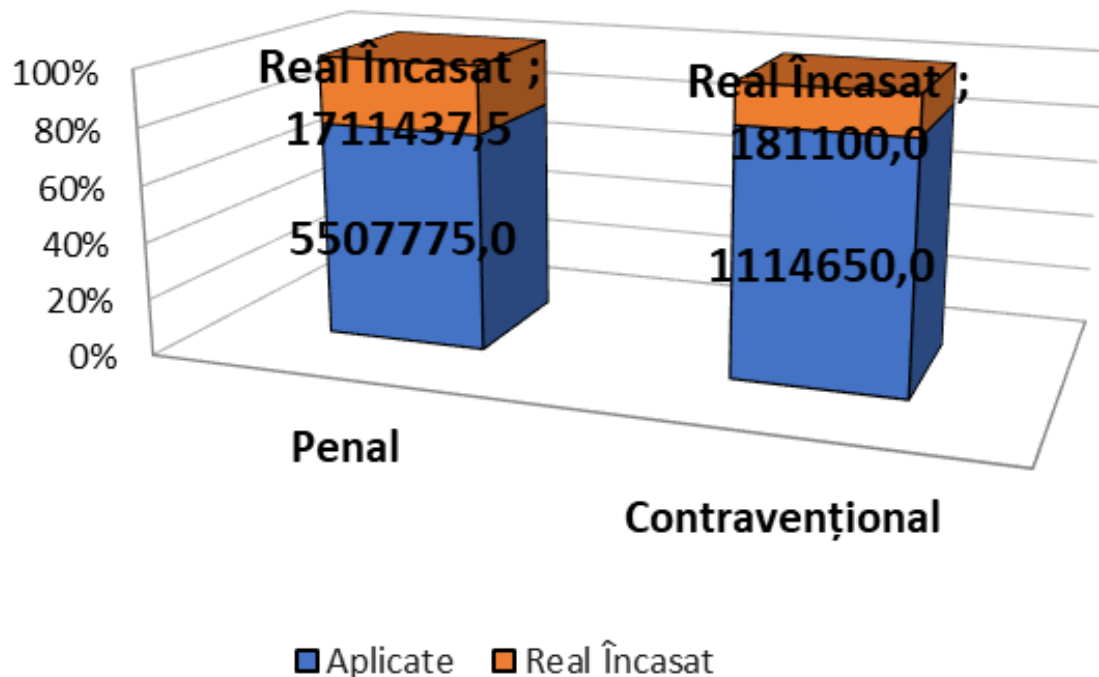 100%
80%
60%
40%
20%
0%
Real Încasat ;
1711437,5
5507775,0
Real Încasat ;
181100,0
1114650,0
Penal
Contravențional
Aplicate
Real Încasat